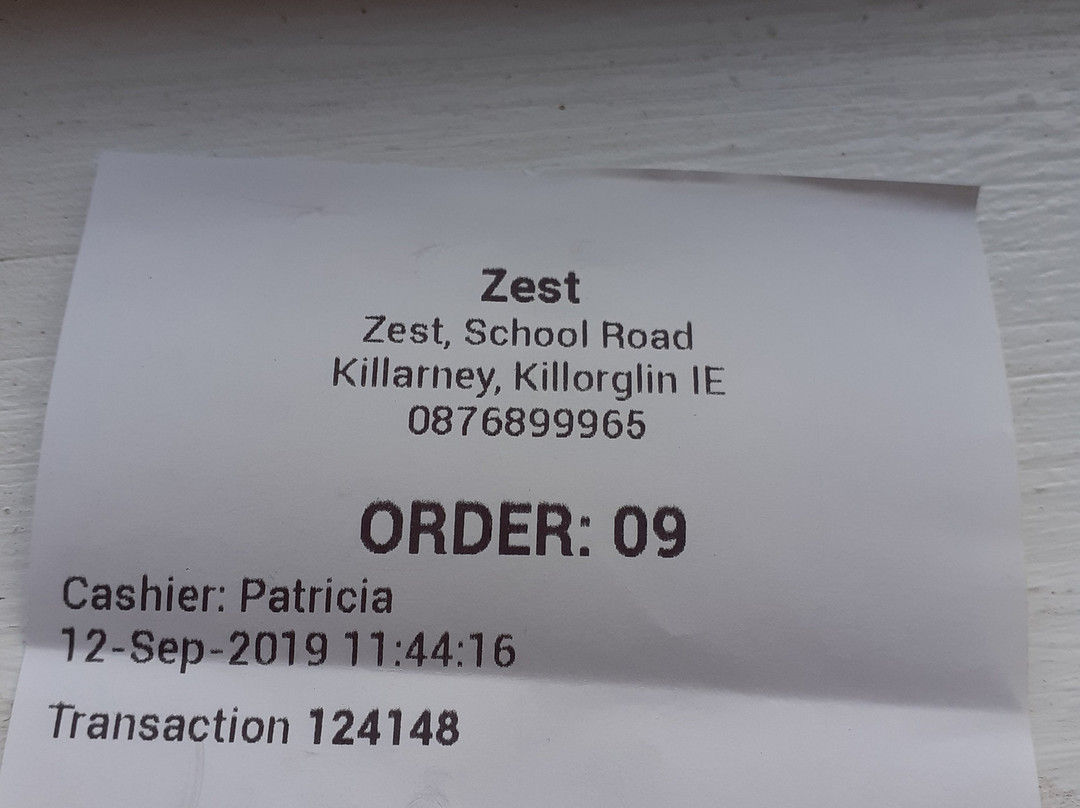 Zest
Zest, School Road
Killarney, Killorglin IE
0876899965
ORDER: 09
Cashier: Patricia
12-Sep-2019 11:44:16
Transaction 124148